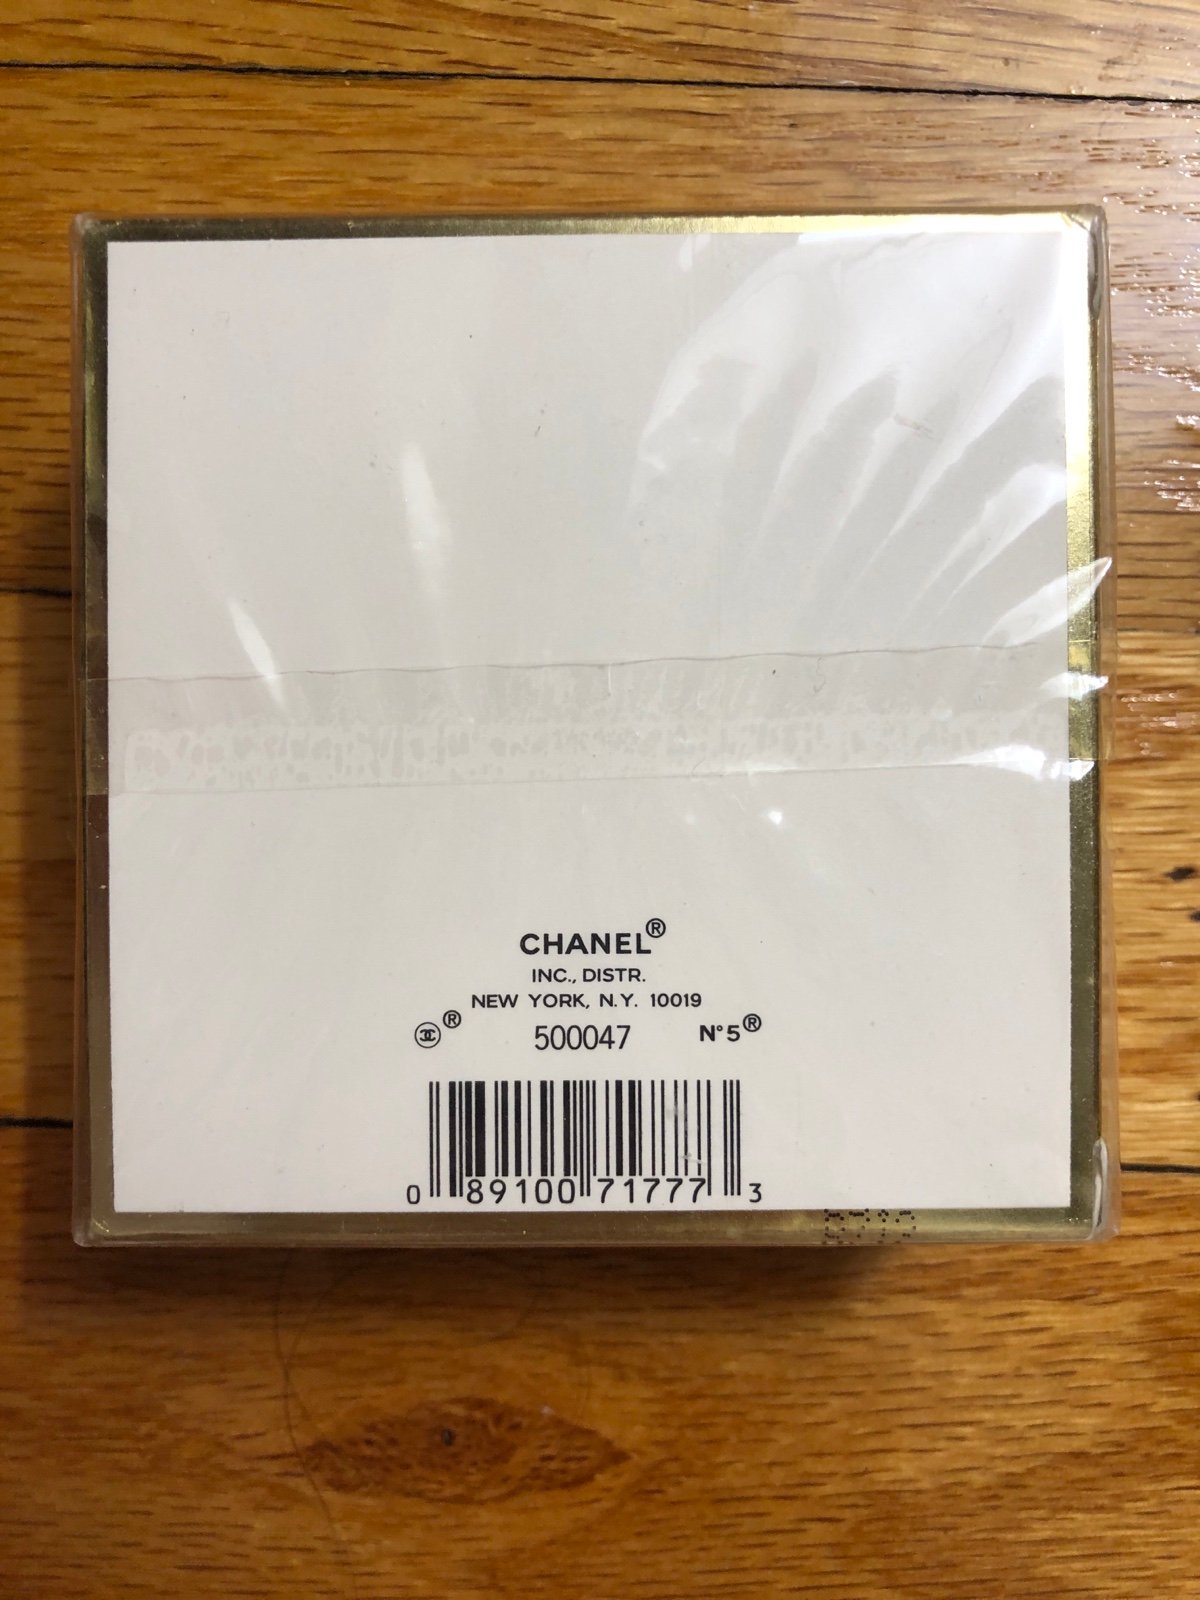 CHANEL®
INC., DISTR.
NEW YORK, N.Y. 10019
® 500047 N°5®
0 89100 71777 3